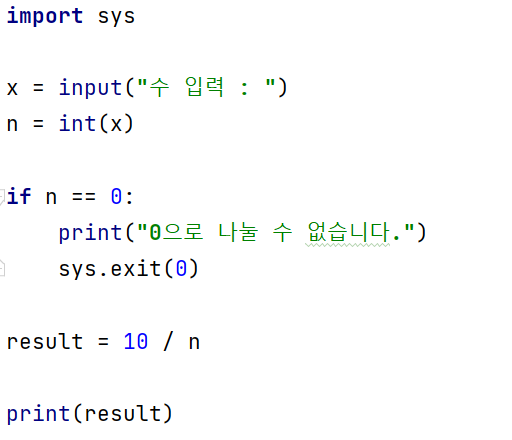 import sys
x = input("수 입력 : ")
n = int(x)
if n == 0:
    print("0으로 나눌 수 없습니다.")
    sys.exit(0)
result = 10 / n
print(result)